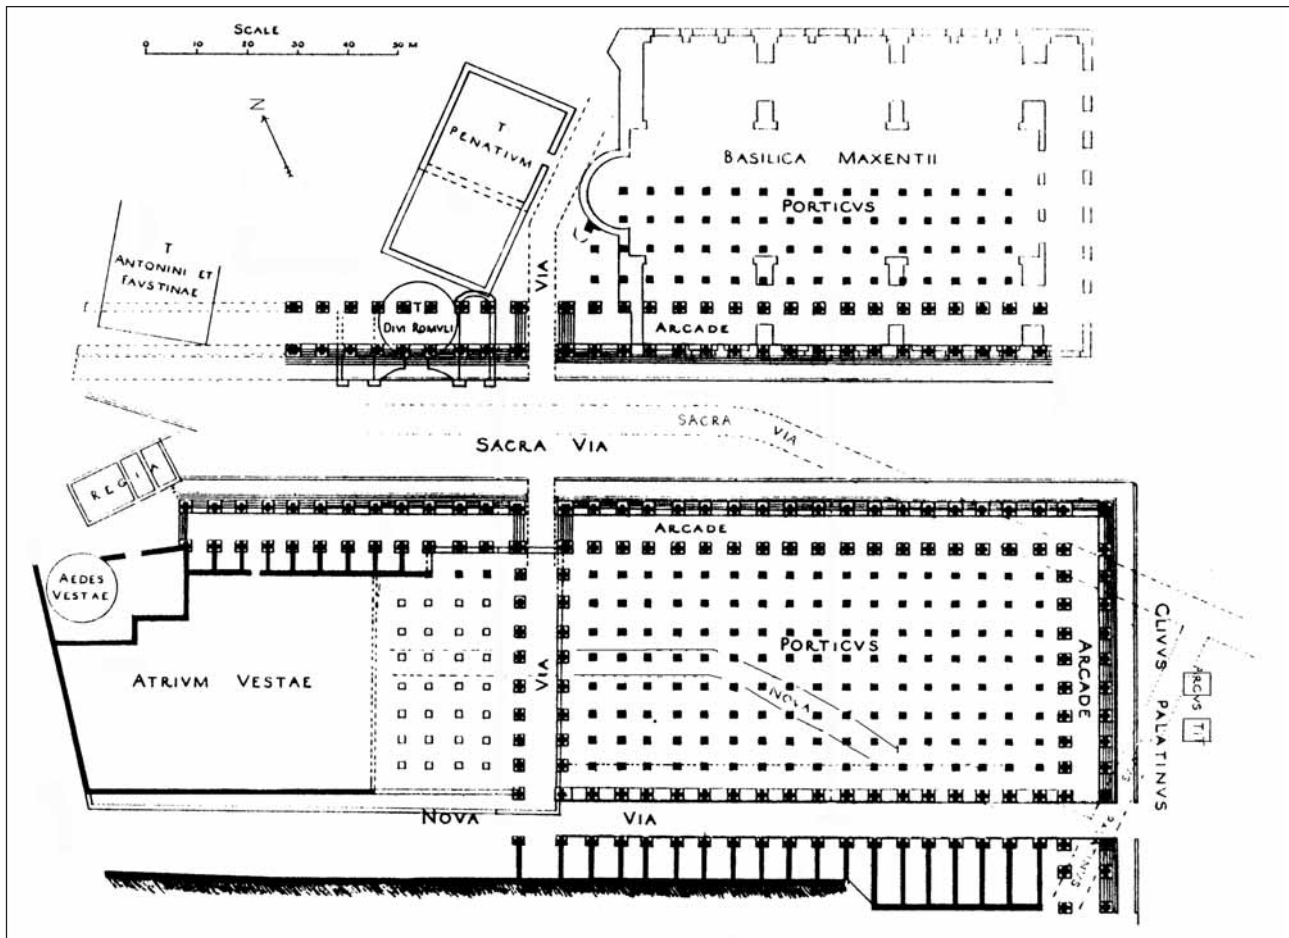 SCALE
0 10 20 30 40 50 M
N
T
PENATIVM
BASILICA MAXENTII
PORTICVS
T
ANTONINI ET
FAVSTINAE
VIA
T
DIVI ROMVLI
ARCADE
SACRA VIA
SACRA VIA
REGIA
ARCADE
AEDES
VESTAE
ATRIVM VESTAE
VIA
PORTICVS
NOVA
ARCADE
CLIVVS PALATINVS
ARCVS
TIT
NOVA VIA